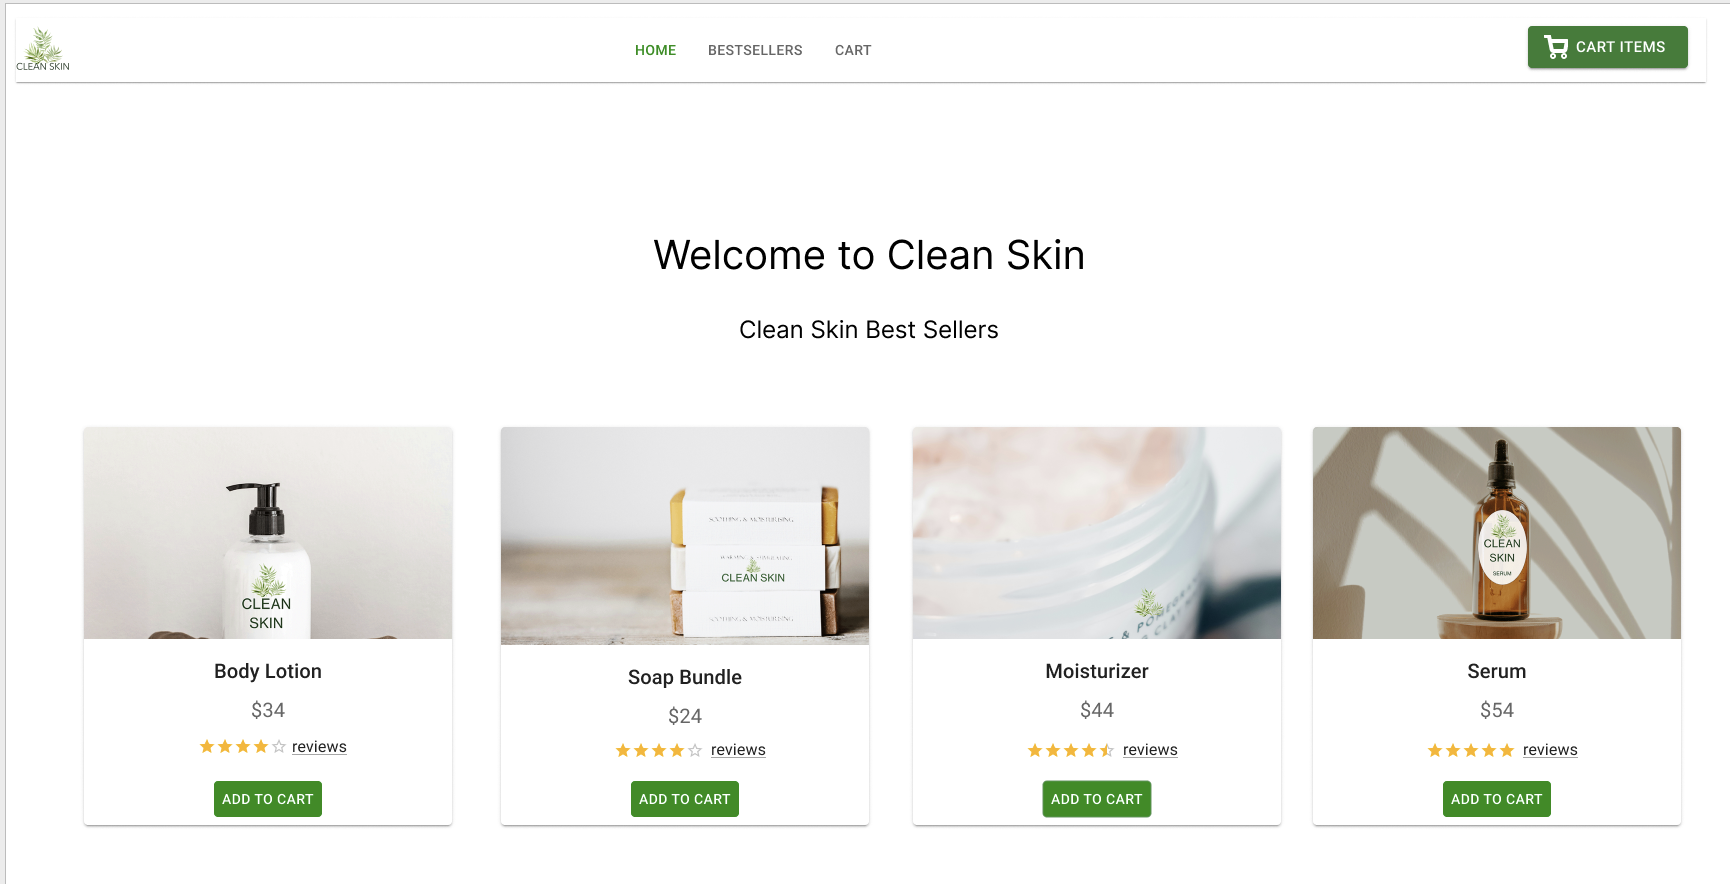 CLEAN SKIN
HOME
BESTSELLERS
CART
CART ITEMS
Welcome to Clean Skin
Clean Skin Best Sellers
CLEAN
SKIN
Body Lotion
$34
reviews
ADD TO CART
SOOTHING & MOISTURISING
CLEAN SKIN
SOOTHING & MOISTURISING
Soap Bundle
$24
reviews
ADD TO CART
Moisturizer
$44
reviews
ADD TO CART
CLEAN
SKIN
SERUM
Serum
$54
reviews
ADD TO CART